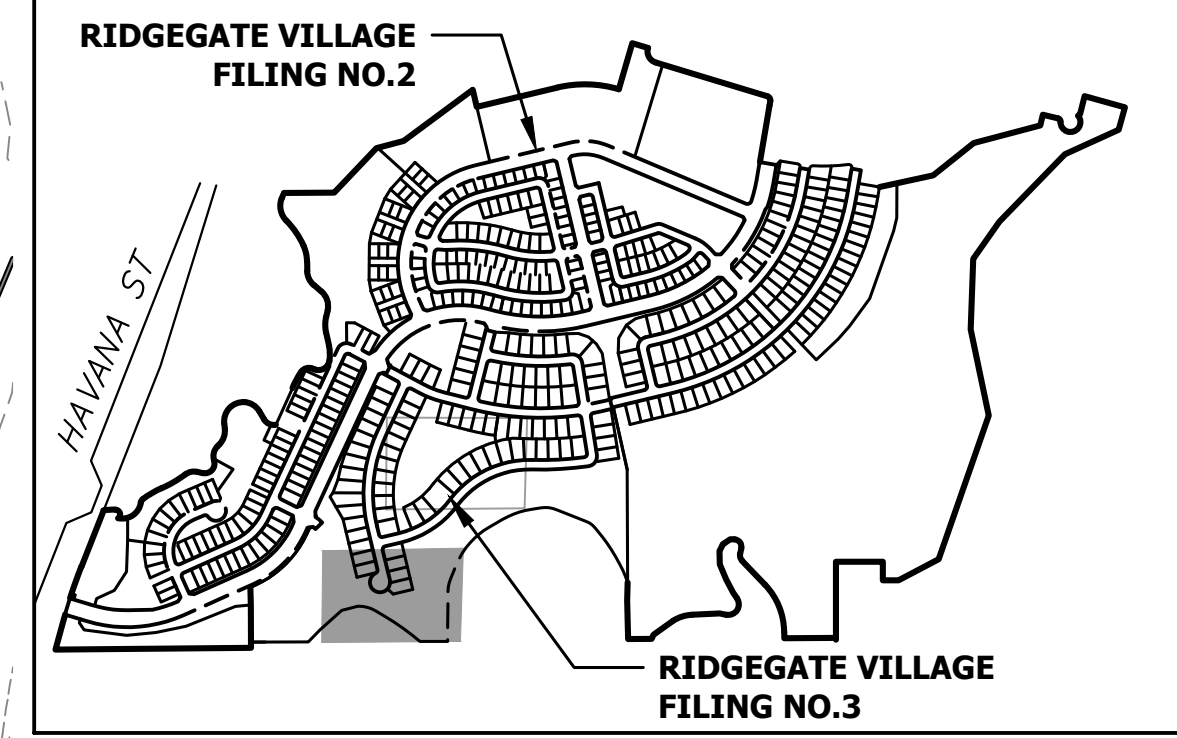 RIDGEGATE VILLAGE
FILING NO.2
HAVANA ST
RIDGEGATE VILLAGE
FILING NO.3